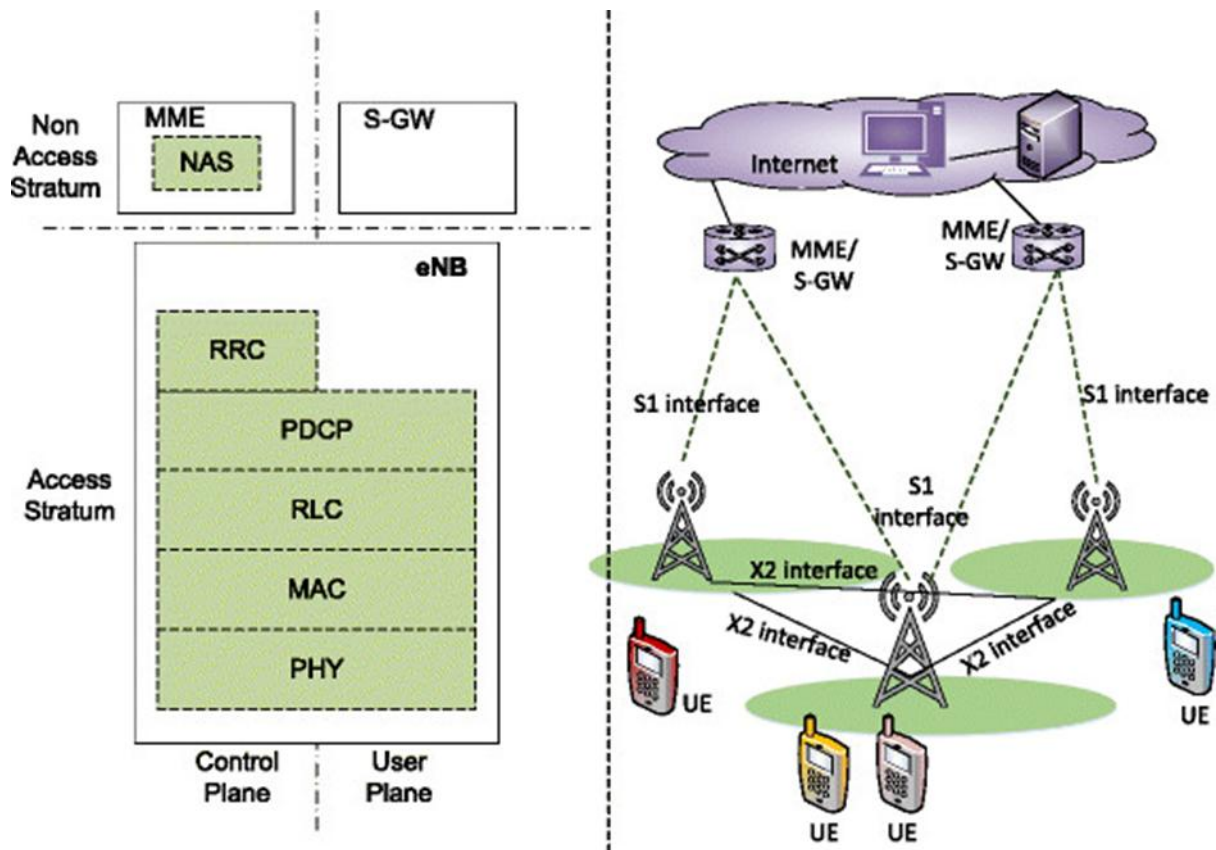 Non
Access
Stratum
MME
NAS
S-GW
eNB
RRC
PDCP
RLC
MAC
PHY
Access
Stratum
Control
Plane
User
Plane
Internet
MME/
S-GW
MME/
S-GW
S1 interface
S1 interface
S1
interface
X2 interface
X2 interface
X2 interface
UE
UE
UE
UE